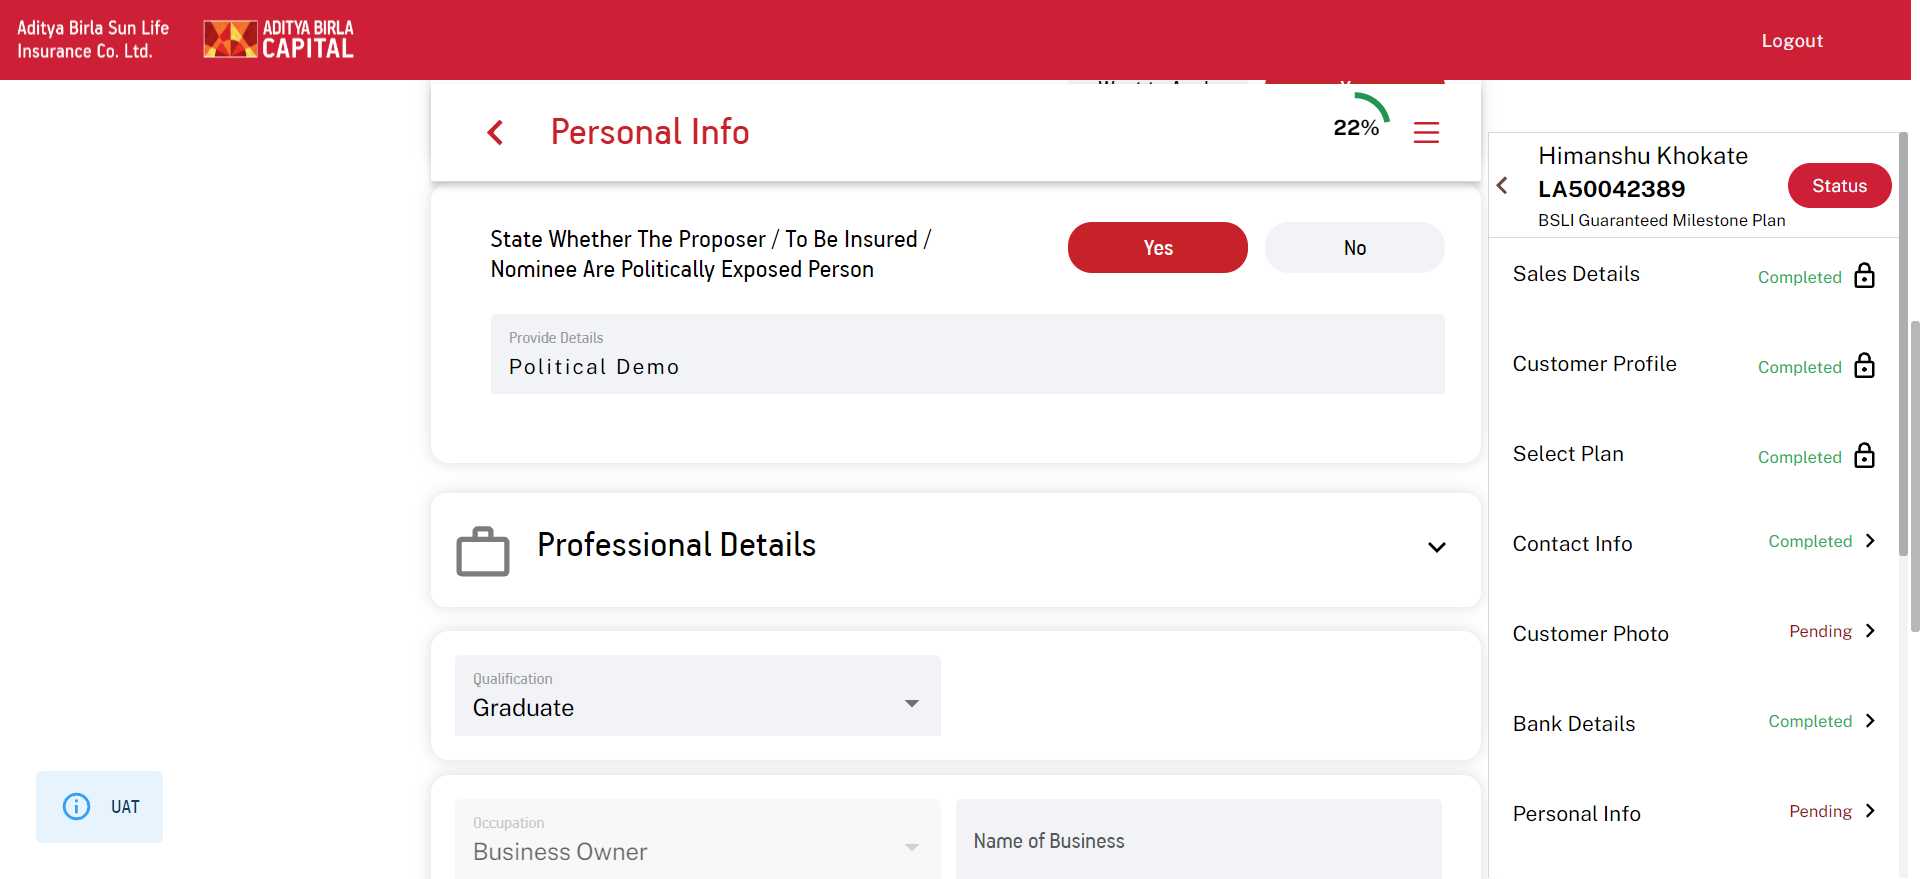 Aditya Birla Sun Life
Insurance Co. Ltd.
ADITYA BIRLA
CAPITAL
Logout
Personal Info
22%
State Whether The Proposer / To Be Insured /
Nominee Are Politically Exposed Person
Yes
No
Provide Details
Political Demo
Professional Details
Qualification
Graduate
Occupation
Business Owner
Name of Business
UAT
Himanshu Khokate
LA50042389
BSLI Guaranteed Milestone Plan
Status
Sales Details
Completed
Customer Profile
Completed
Select Plan
Completed
Contact Info
Completed
Customer Photo
Pending
Bank Details
Completed
Personal Info
Pending